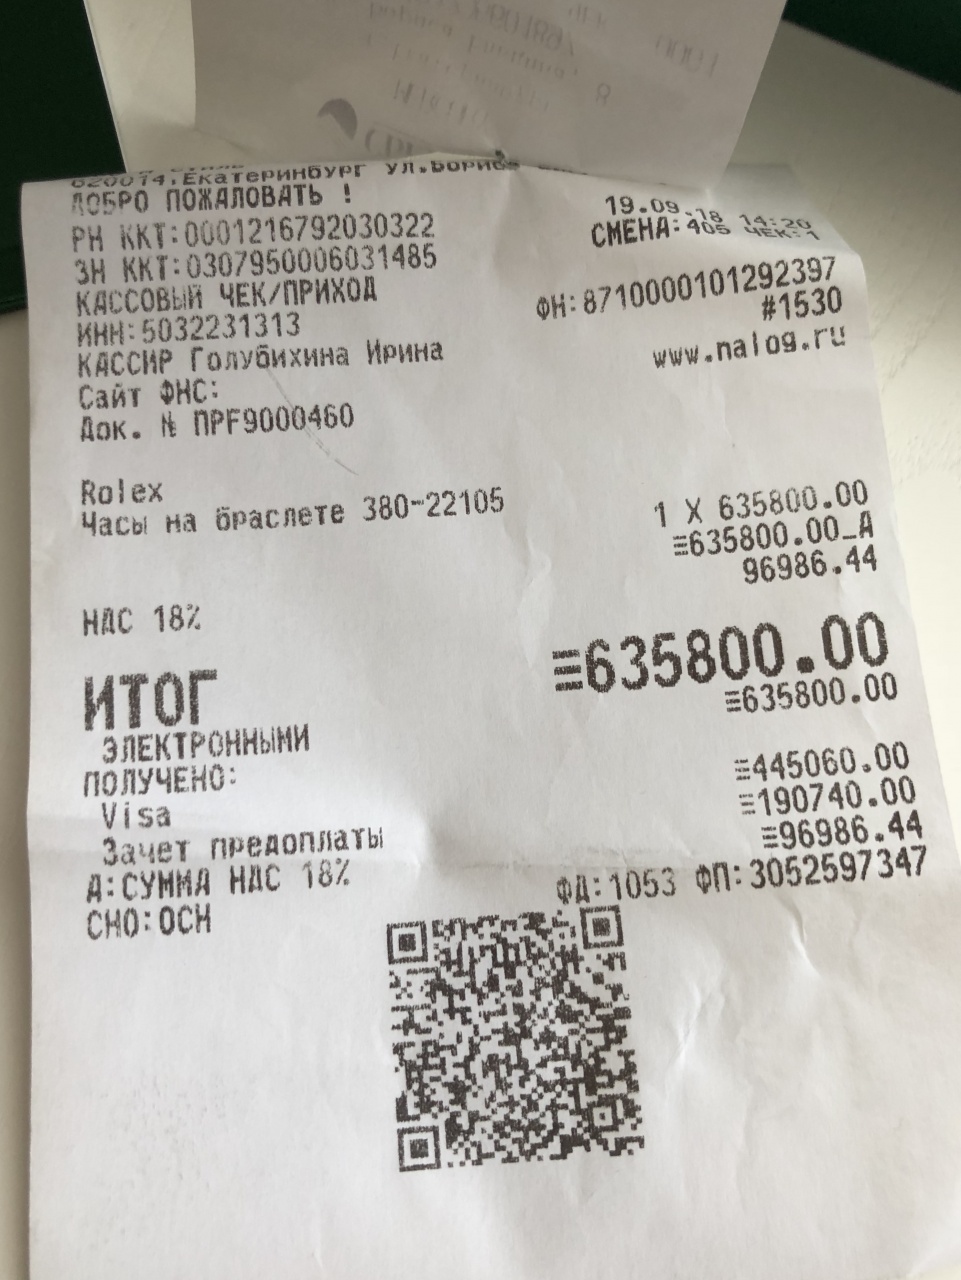 620014,Екатеринбург ул.Бориса
ДОБРО ПОЖАЛОВАТЬ !
19.09.18 14:20
РН ККТ:0001216792030322
СМЕНА:405 ЧЕК:1
ЗН ККТ:0307950006031485
КАССОВЫЙ ЧЕК/ПРИХОД
ФН:8710000101292397
ИНН:5032231313
#1530
КАССИР Голубихина Ирина
www.nalog.ru
Сайт ФНС:
Док. № ПРF9000460
Rolex
Часы на браслете 380-22105
1 X 635800.00
≡635800.00_А
96986.44
НДС 18%
ИТОГ
≡635800.00
ЭЛЕКТРОННЫМИ
≡635800.00
ПОЛУЧЕНО:
Visa
≡445060.00
Зачет предоплаты
≡190740.00
А:СУММА НДС 18%
≡96986.44
СНО:ОСН
ФД:1053 ФП:3052597347